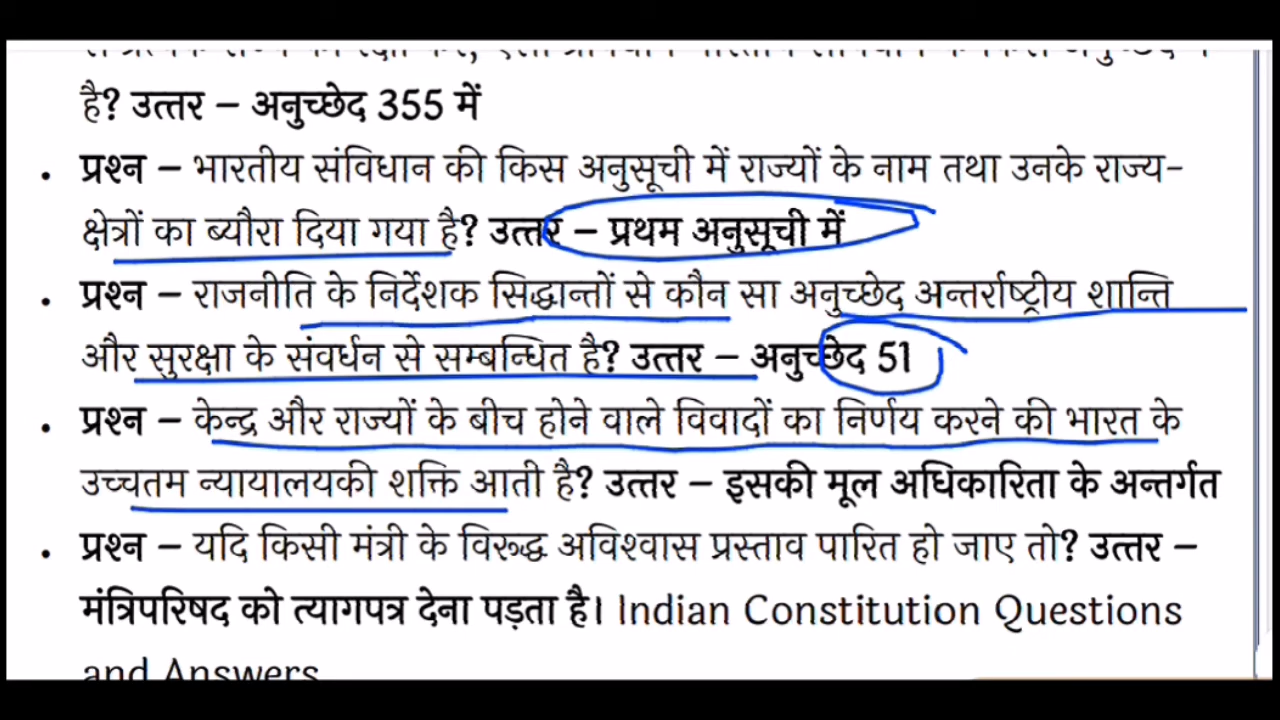 है? उत्तर – अनुच्छेद 355 में
• प्रश्न – भारतीय संविधान की किस अनुसूची में राज्यों के नाम तथा उनके राज्य-
क्षेत्रों का ब्यौरा दिया गया है? उत्तर – प्रथम अनुसूची में
• प्रश्न – राजनीति के निर्देशक सिद्धान्तों से कौन सा अनुच्छेद अन्तर्राष्ट्रीय शान्ति
और सुरक्षा के संवर्धन से सम्बन्धित है? उत्तर – अनुच्छेद 51
• प्रश्न – केन्द्र और राज्यों के बीच होने वाले विवादों का निर्णय करने की भारत के
उच्चतम न्यायालयकी शक्ति आती है? उत्तर – इसकी मूल अधिकारिता के अन्तर्गत
• प्रश्न – यदि किसी मंत्री के विरूद्ध अविश्वास प्रस्ताव पारित हो जाए तो? उत्तर –
मंत्रिपरिषद को त्यागपत्र देना पड़ता है। Indian Constitution Questions
and Answers